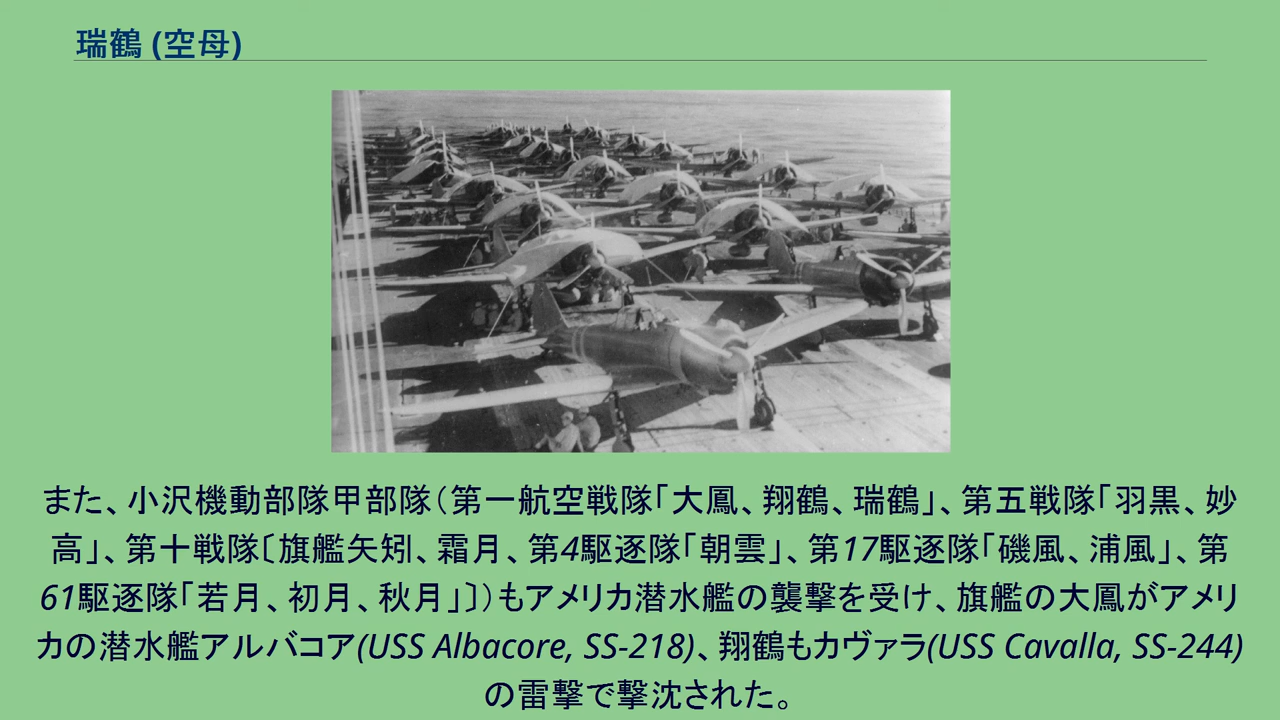 瑞鶴 (空母)
また、小沢機動部隊甲部隊（第一航空戦隊「大鳳、翔鶴、瑞鶴」、第五戦隊「羽黒、妙
高」、第十戦隊〔旗艦矢矧、霜月、第4駆逐隊「朝雲」、第17駆逐隊「磯風、浦風」、第
61駆逐隊「若月、初月、秋月」〕）もアメリカ潜水艦の襲撃を受け、旗艦の大鳳がアメリ
カの潜水艦アルバコア(USS Albacore, SS-218)、翔鶴もカヴァラ(USS Cavalla, SS-244)
の雷撃で撃沈された。